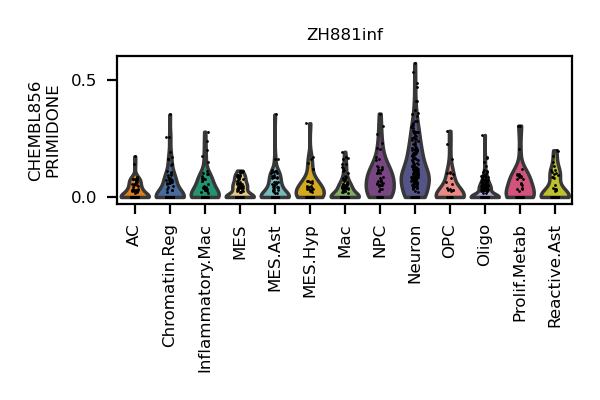 ZH881inf
CHEMBL856
PRIMIDONE
0.5
0.0
AC
Chromatin.Reg
Inflammatory.Mac
MES
MES.Ast
MES.Hyp
Mac
NPC
Neuron
OPC
Oligo
Prolif.Metab
Reactive.Ast